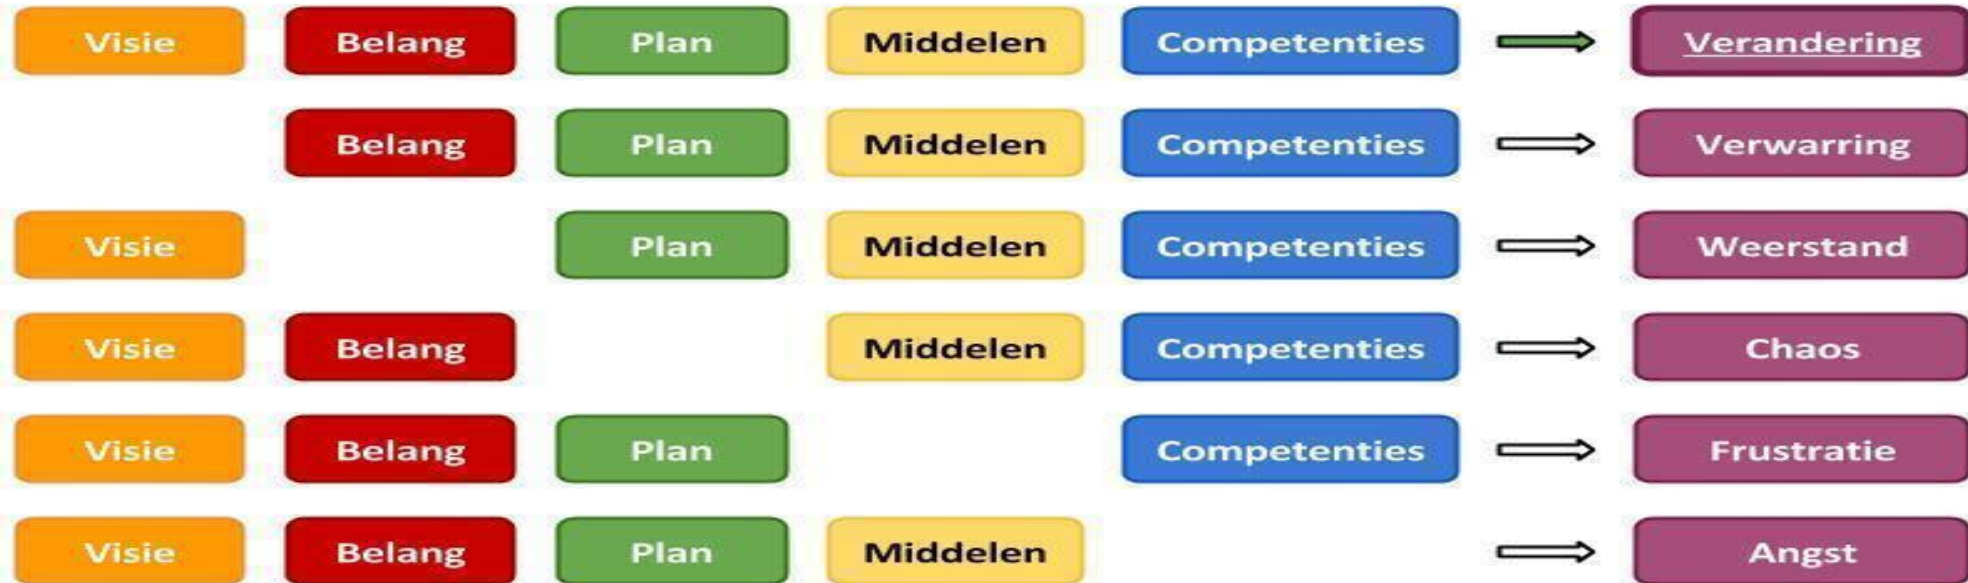 Visie Belang Plan Middelen Competenties Verandering
Belang Plan Middelen Competenties Verwarring
Visie Plan Middelen Competenties Weerstand
Visie Belang Middelen Competenties Chaos
Visie Belang Plan Competenties Frustratie
Visie Belang Plan Middelen Angst